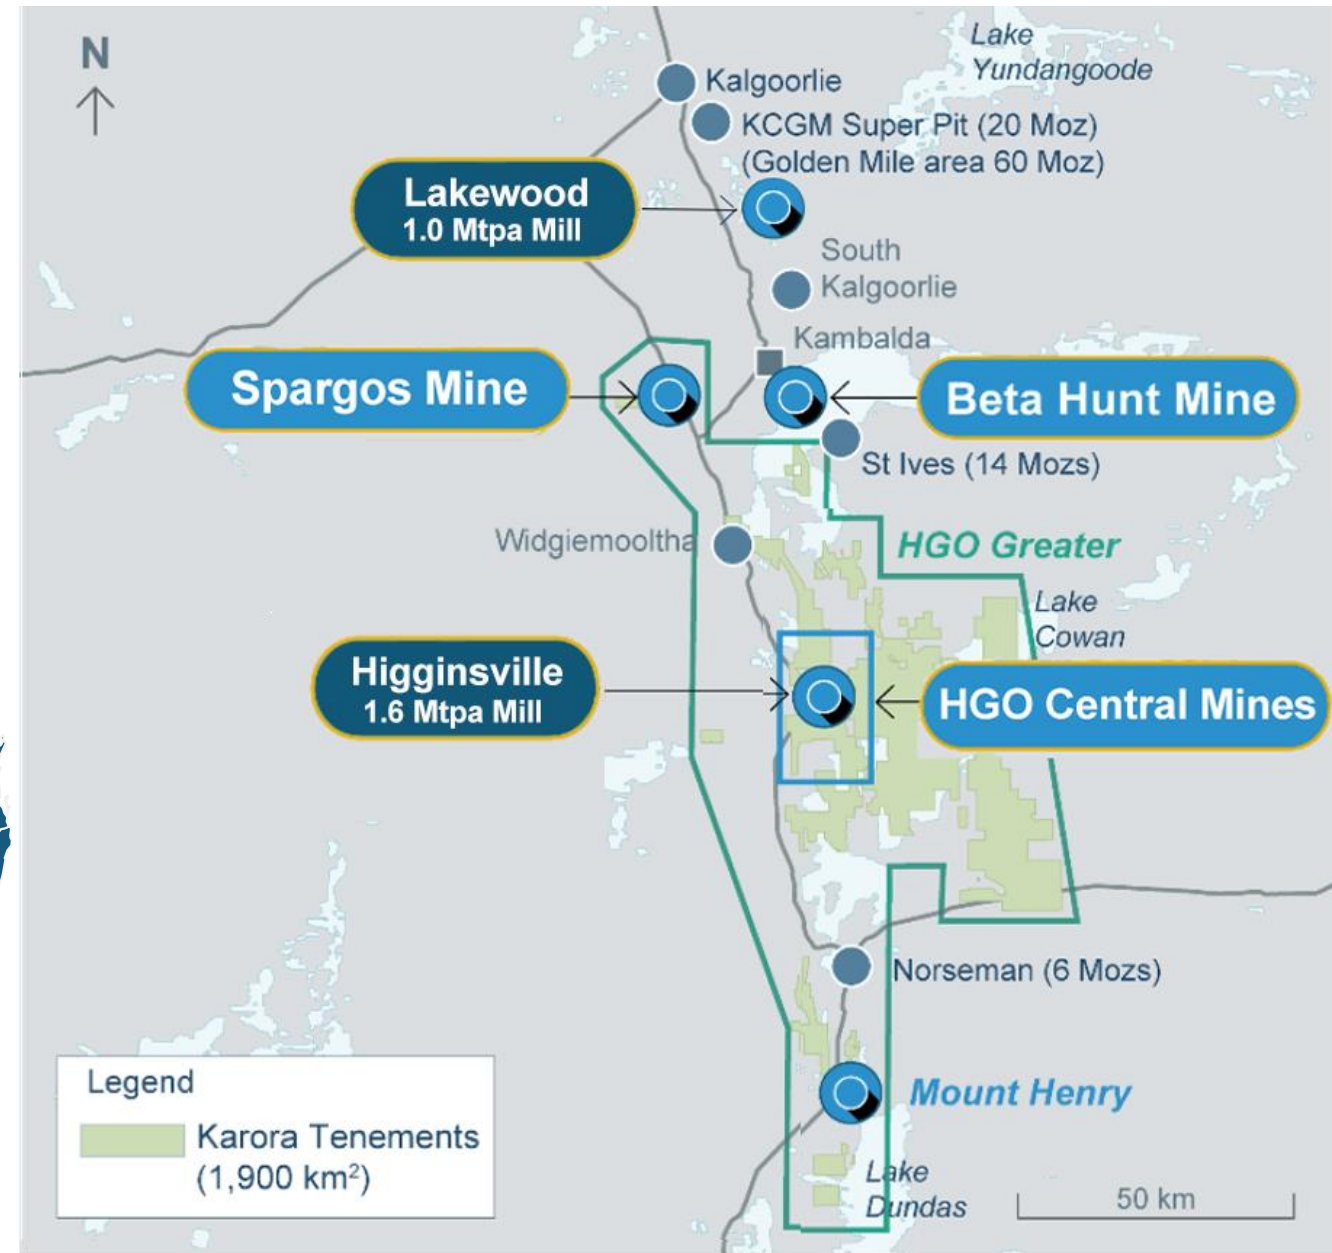 N
Lake
Yundangoode
Kalgoorlie
KCGM Super Pit (20 Moz)
(Golden Mile area 60 Moz)
Lakewood
1.0 Mtpa Mill
South
Kalgoorlie
Kambalda
Spargos Mine
Beta Hunt Mine
St Ives (14 Mozs)
Widgiemooltha
HGO Greater
Lake
Cowan
Higginsville
1.6 Mtpa Mill
HGO Central Mines
Norseman (6 Mozs)
Mount Henry
Lake
Dundas
Legend
Karora Tenements
(1,900 km²)
50 km